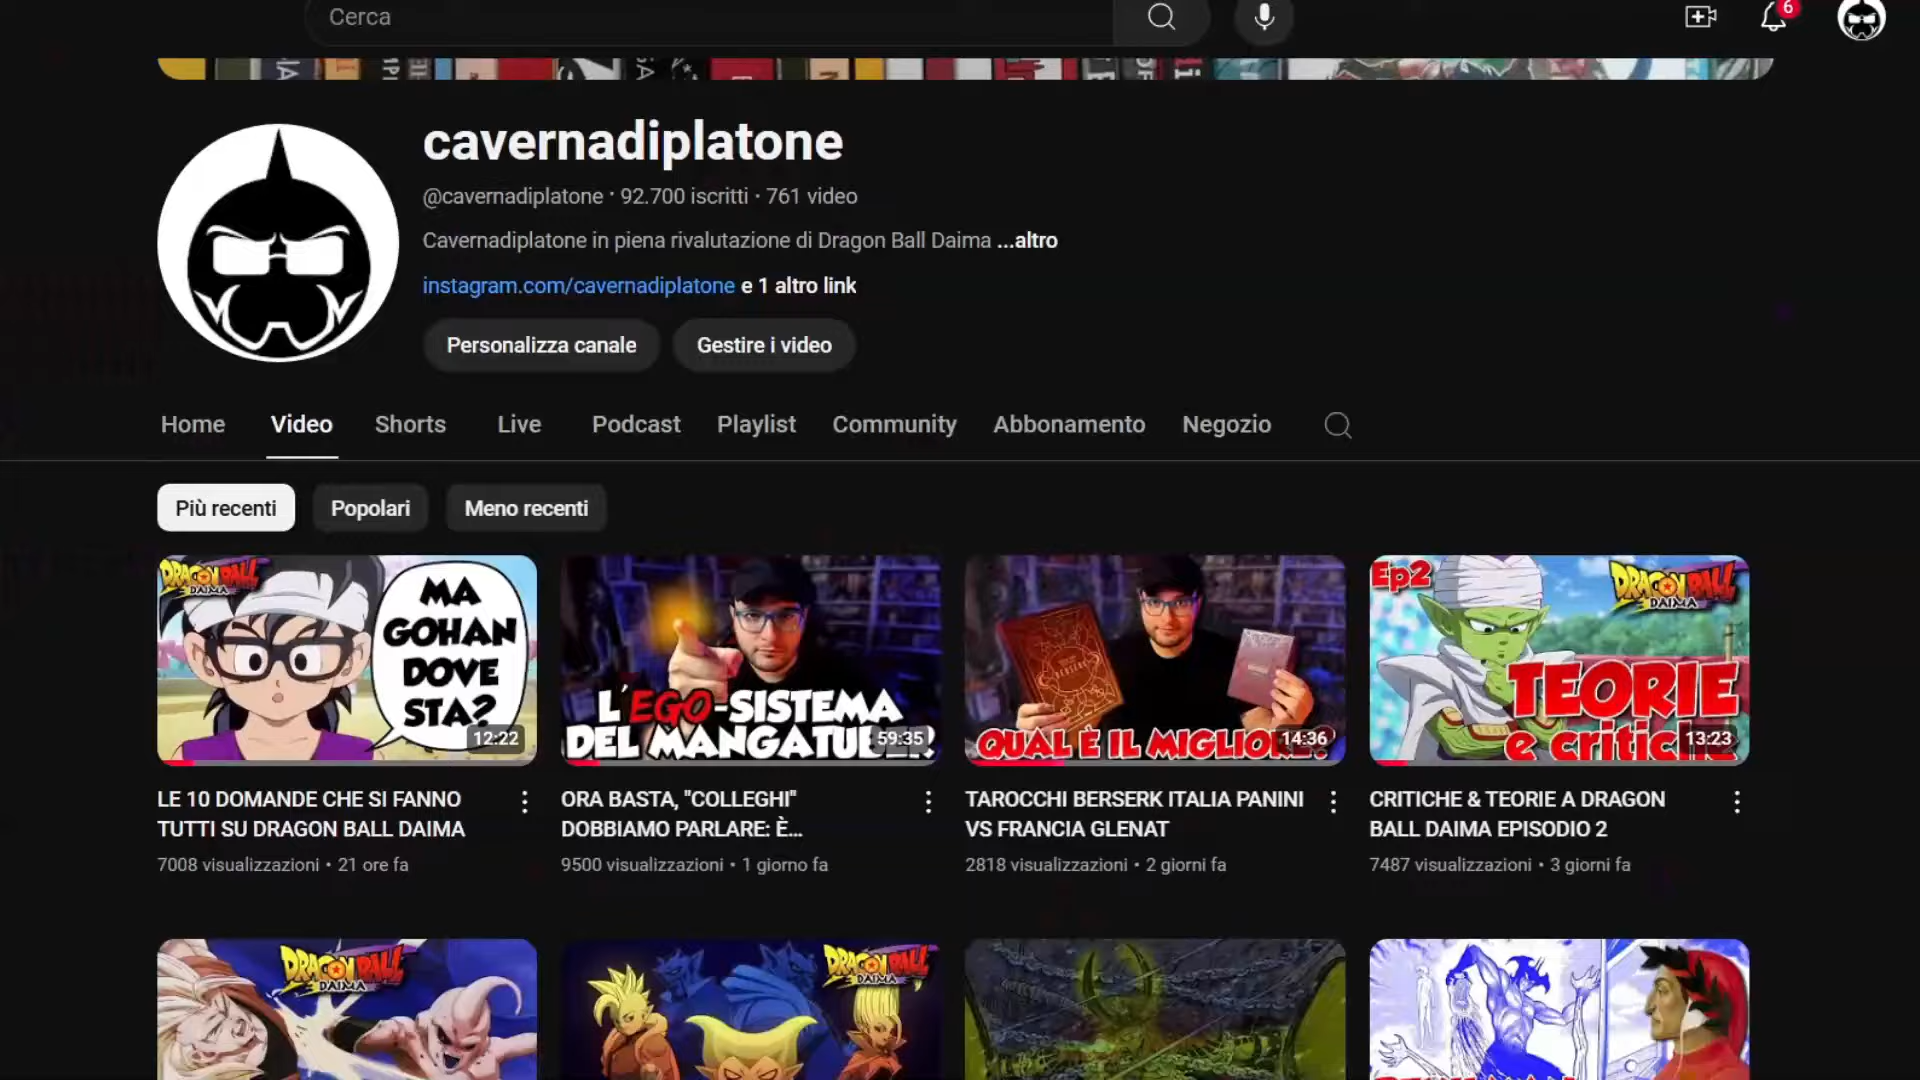 Cerca
6
cavernadiplatone
@cavernadiplatone · 92.700 iscritti · 761 video
Cavernadiplatone in piena rivalutazione di Dragon Ball Daima ...altro
instagram.com/cavernadiplatone e 1 altro link
Personalizza canale Gestire i video
Home Video Shorts Live Podcast Playlist Community Abbonamento Negozio
Più recenti Popolari Meno recenti
DRAGON BALL
DAIMA
MA
GOHAN
DOVE
STA?
12:22
L'EGO-SISTEMA
DEL MANGATU
59:35
QUAL È IL MIGLIO
14:36
Ep2
DRAGON BALL
DAIMA
TEORIE
e critich
13:23
LE 10 DOMANDE CHE SI FANNO
TUTTI SU DRAGON BALL DAIMA
7008 visualizzazioni • 21 ore fa
ORA BASTA, "COLLEGHI"
DOBBIAMO PARLARE: È...
9500 visualizzazioni • 1 giorno fa
TAROCCHI BERSERK ITALIA PANINI
VS FRANCIA GLENAT
2818 visualizzazioni • 2 giorni fa
CRITICHE & TEORIE A DRAGON
BALL DAIMA EPISODIO 2
7487 visualizzazioni • 3 giorni fa
DRAGON BALL
DAIMA
DRAGON BALL
DAIMA